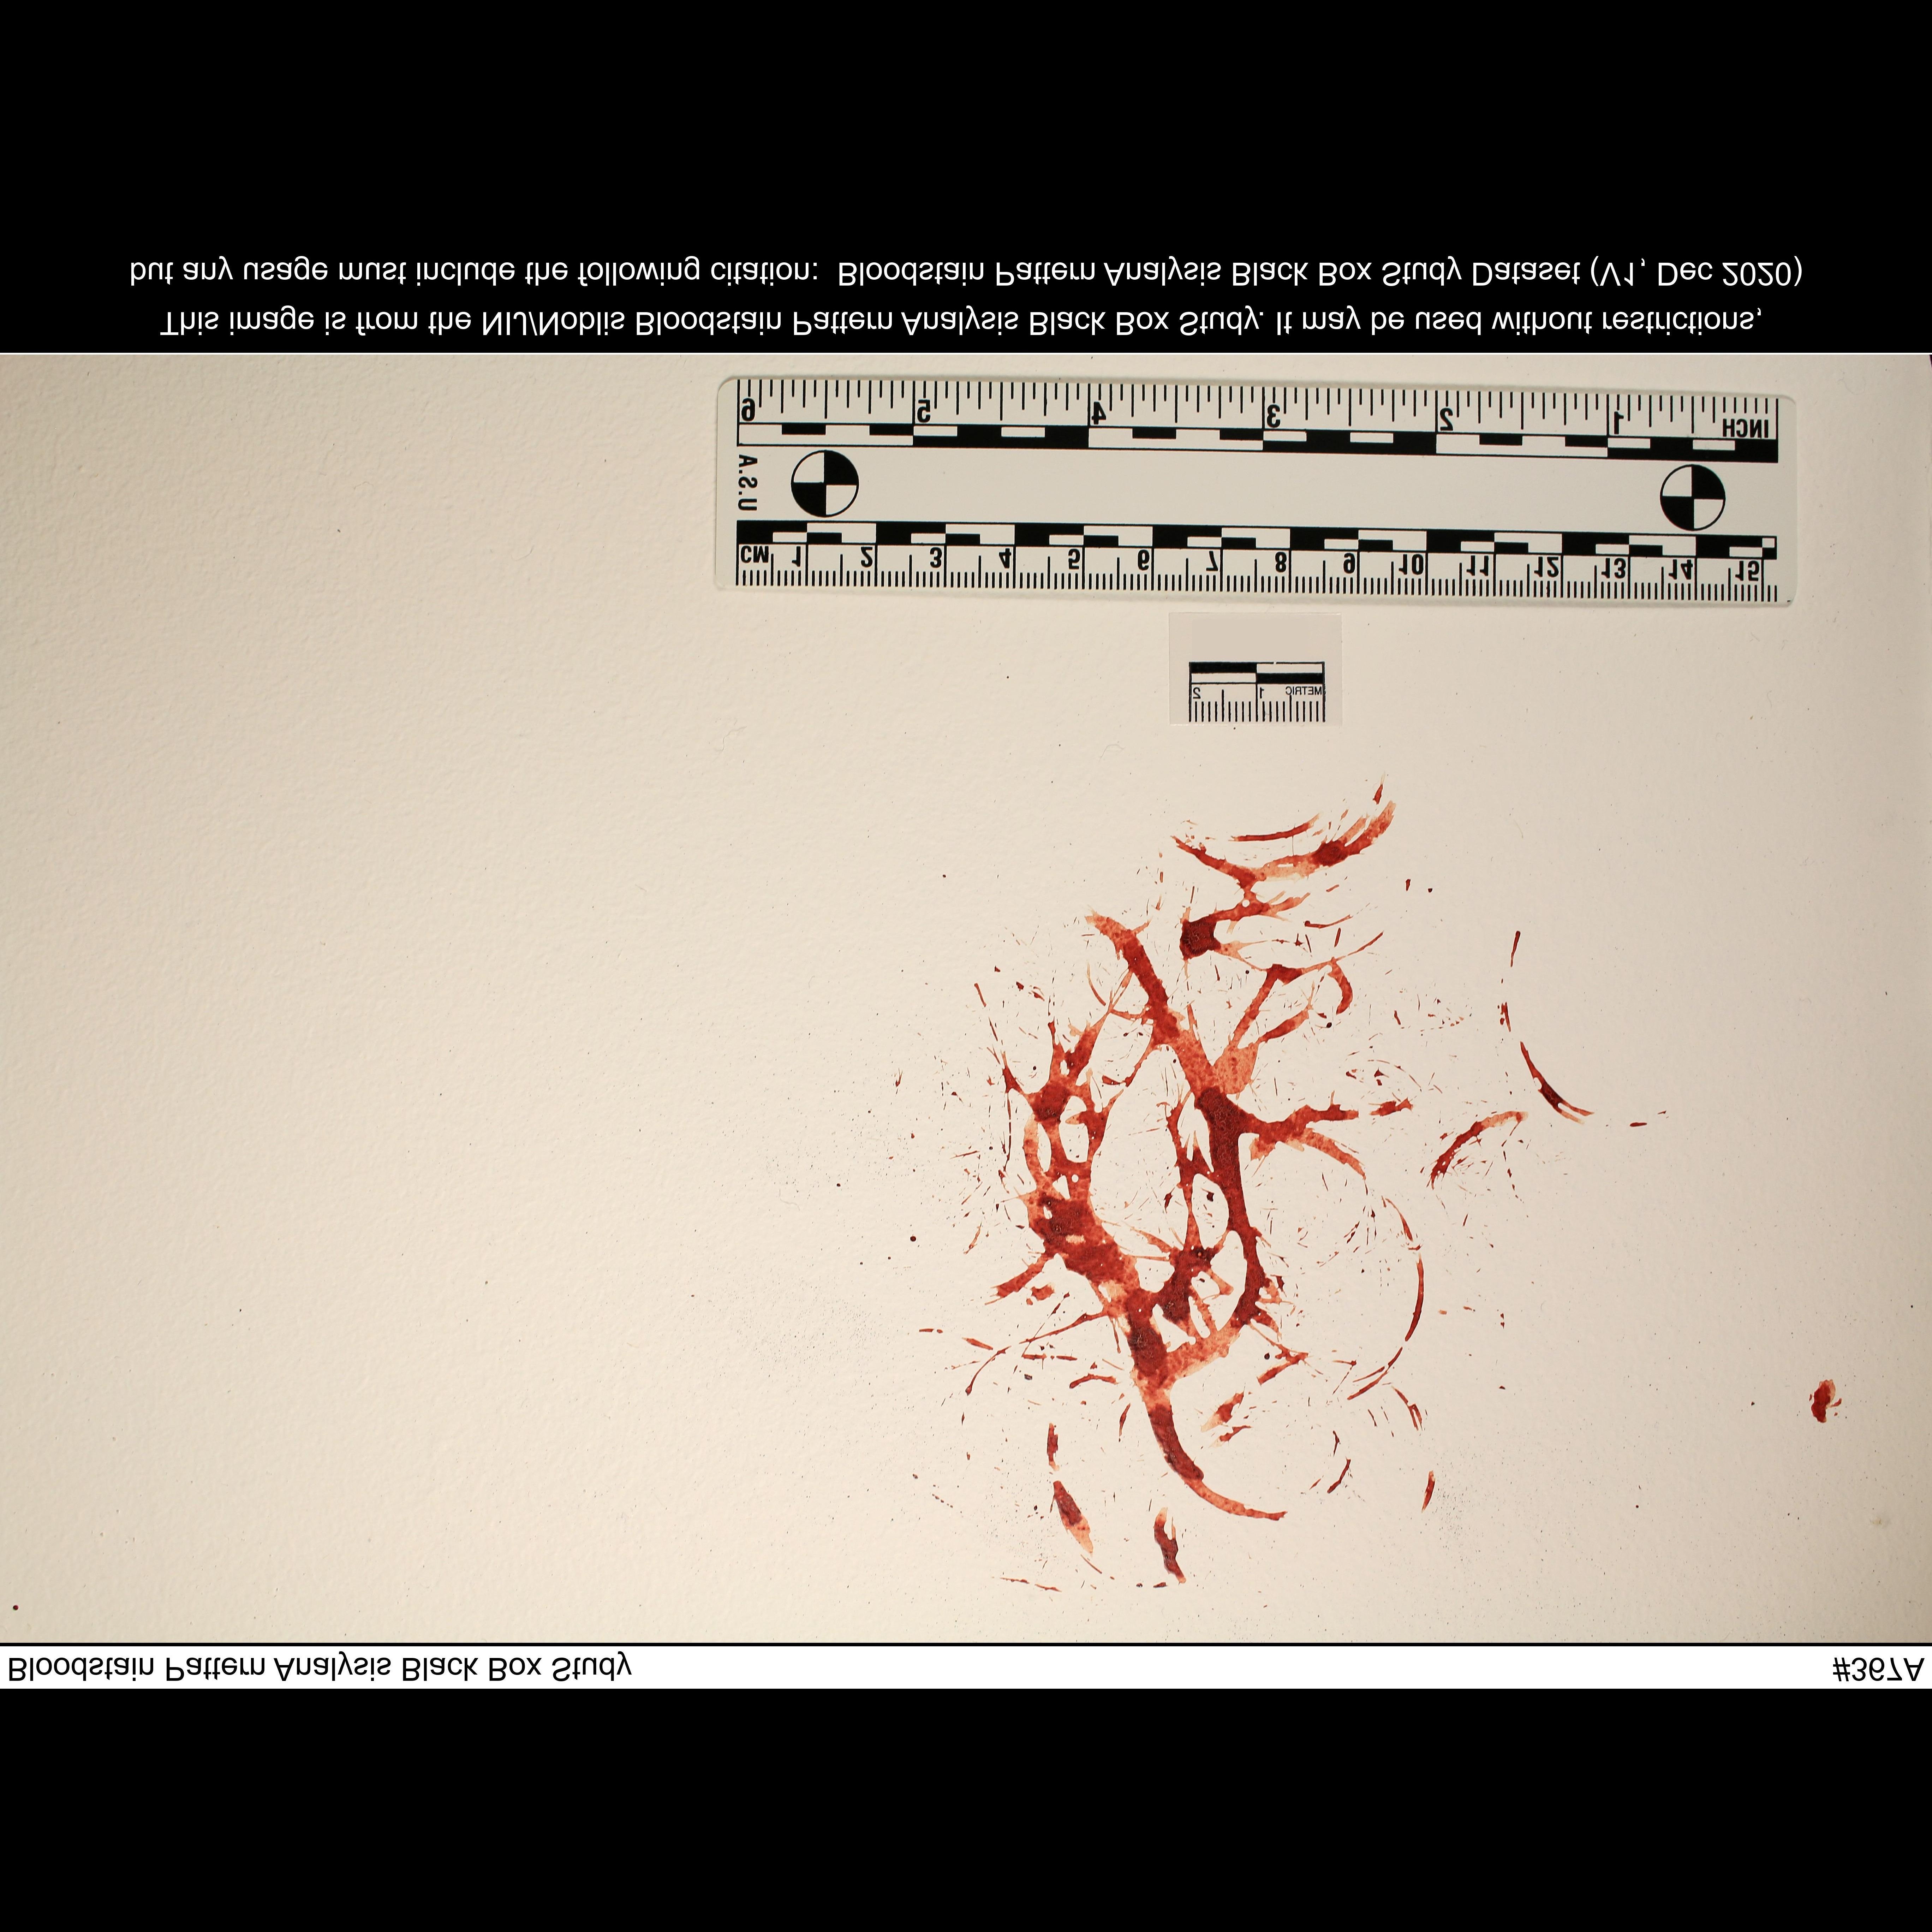 This image is from the NIJ/Noblis Bloodstain Pattern Analysis Black Box Study. It may be used without restrictions,
but any usage must include the following citation:  Bloodstain Pattern Analysis Black Box Study Dataset (V1, Dec 2020)
INCH 1 2 3 4 5 6
U.S.A
CM 1 2 3 4 5 6 7 8 9 10 11 12 13 14 15
METRIC 1 2
Bloodstain Pattern Analysis Black Box Study
#367A